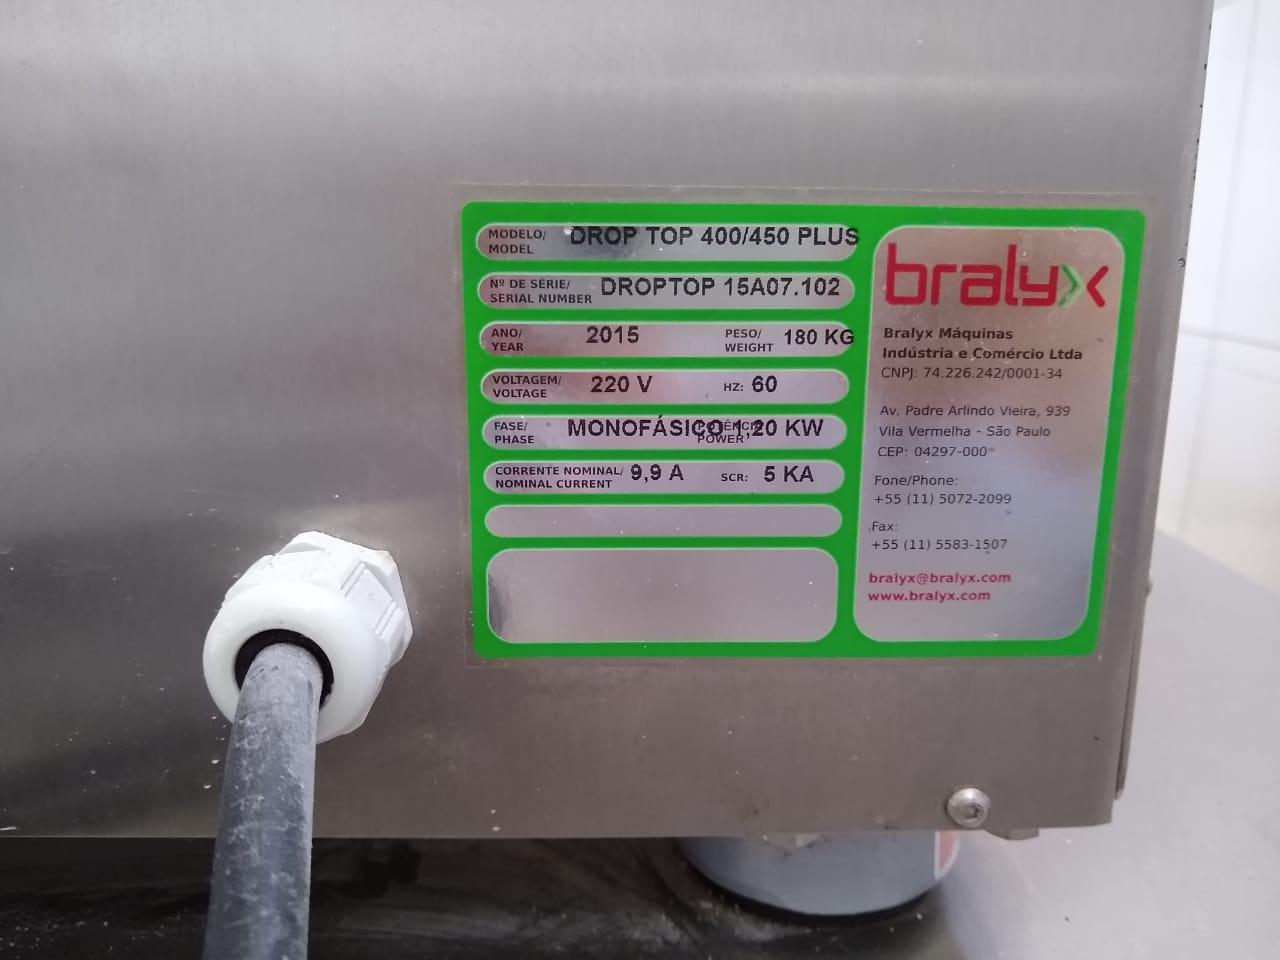 MODELO/ DROP TOP 400/450 PLUS
MODEL
Nº DE SÉRIE/ DROPTOP 15A07.102
SERIAL NUMBER
ANO/ 2015 PESO/ 180 KG
YEAR WEIGHT
VOLTAGEM/ 220 V HZ: 60
VOLTAGE
FASE/ MONOFÁSICO POTÊNCIA/ 1,20 KW
PHASE POWER
CORRENTE NOMINAL/ 9,9 A SCR: 5 KA
NOMINAL CURRENT
bralyx
Bralyx Máquinas
Indústria e Comércio Ltda
CNPJ: 74.226.242/0001-34
Av. Padre Arlindo Vieira, 939
Vila Vermelha - São Paulo
CEP: 04297-000
Fone/Phone:
+55 (11) 5072-2099
Fax:
+55 (11) 5583-1507
bralyx@bralyx.com
www.bralyx.com